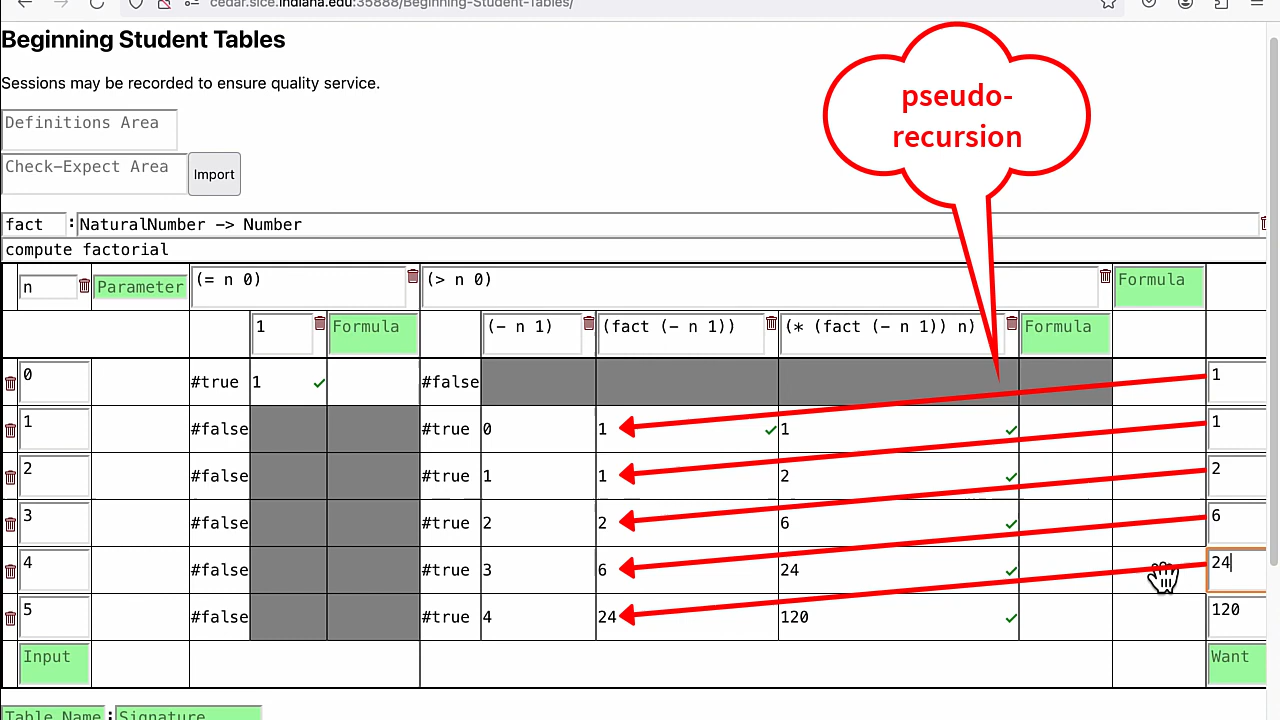 cedar.sice.indiana.edu:35888/Beginning-Student-Tables/
Beginning Student Tables
Sessions may be recorded to ensure quality service.
pseudo-
recursion
Definitions Area
Check-Expect Area
Import
fact : NaturalNumber -> Number
compute factorial
n Parameter (= n 0) (> n 0) Formula
1 Formula (- n 1) (fact (- n 1)) (* (fact (- n 1)) n) Formula
0 #true 1 #false 1
1 #false #true 0 1 1 1
2 #false #true 1 1 2 2
3 #false #true 2 2 6 6
4 #false #true 3 6 24 24
5 #false #true 4 24 120 120
Input Want
Table Name : Signature